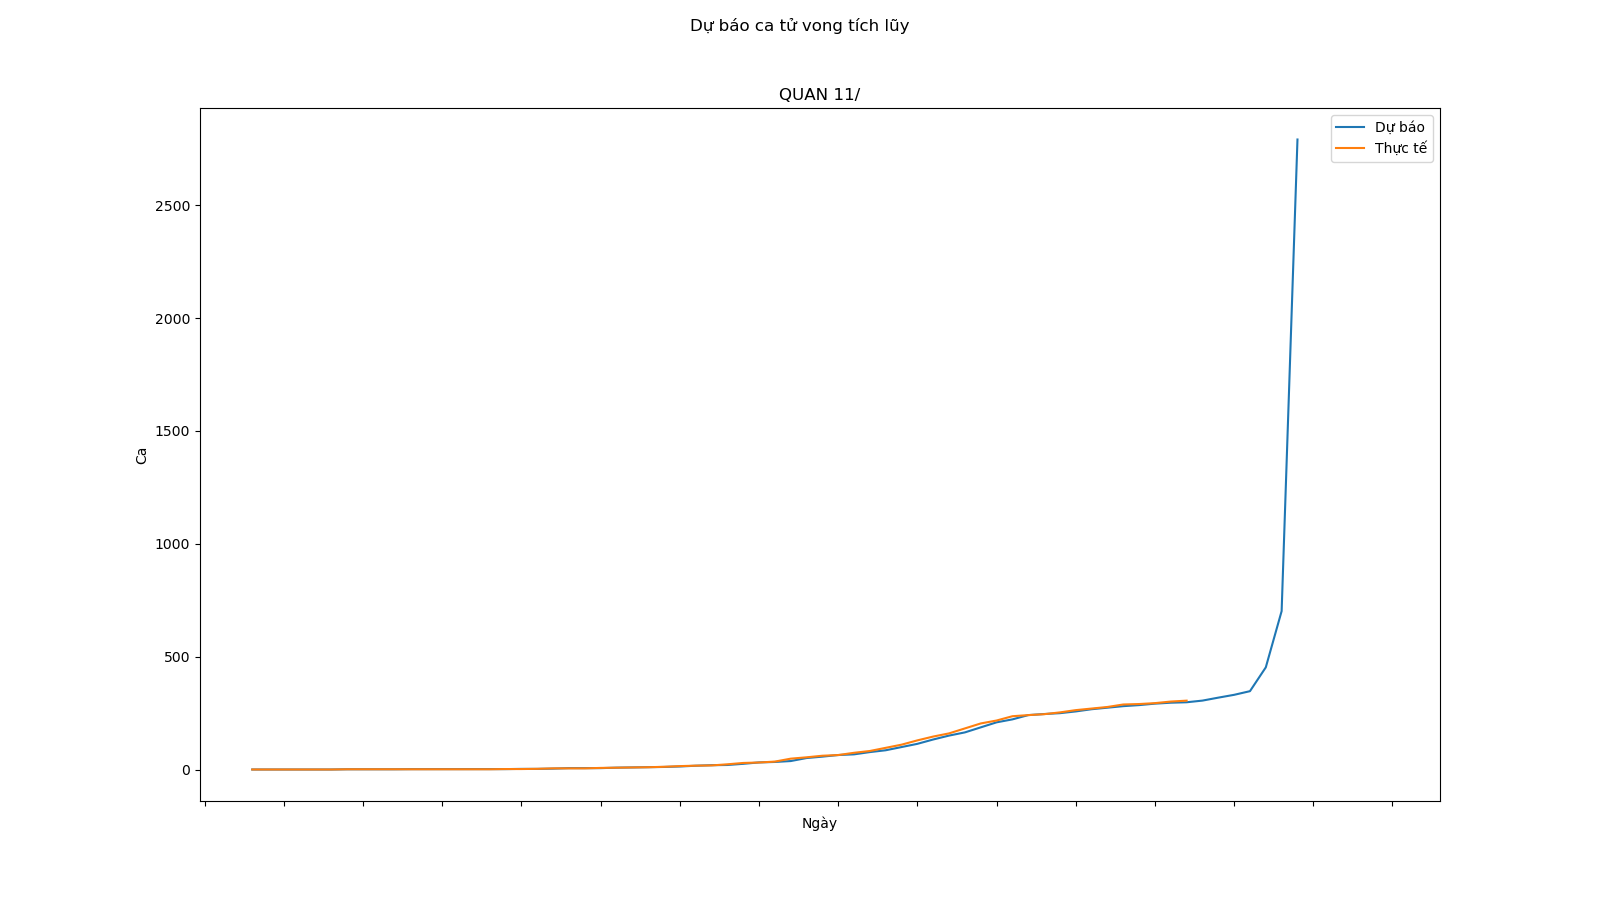 Dự báo ca tử vong tích lũy
QUAN 11/
Dự báo
Thực tế
2500
2000
1500
1000
500
0
Ca
Ngày